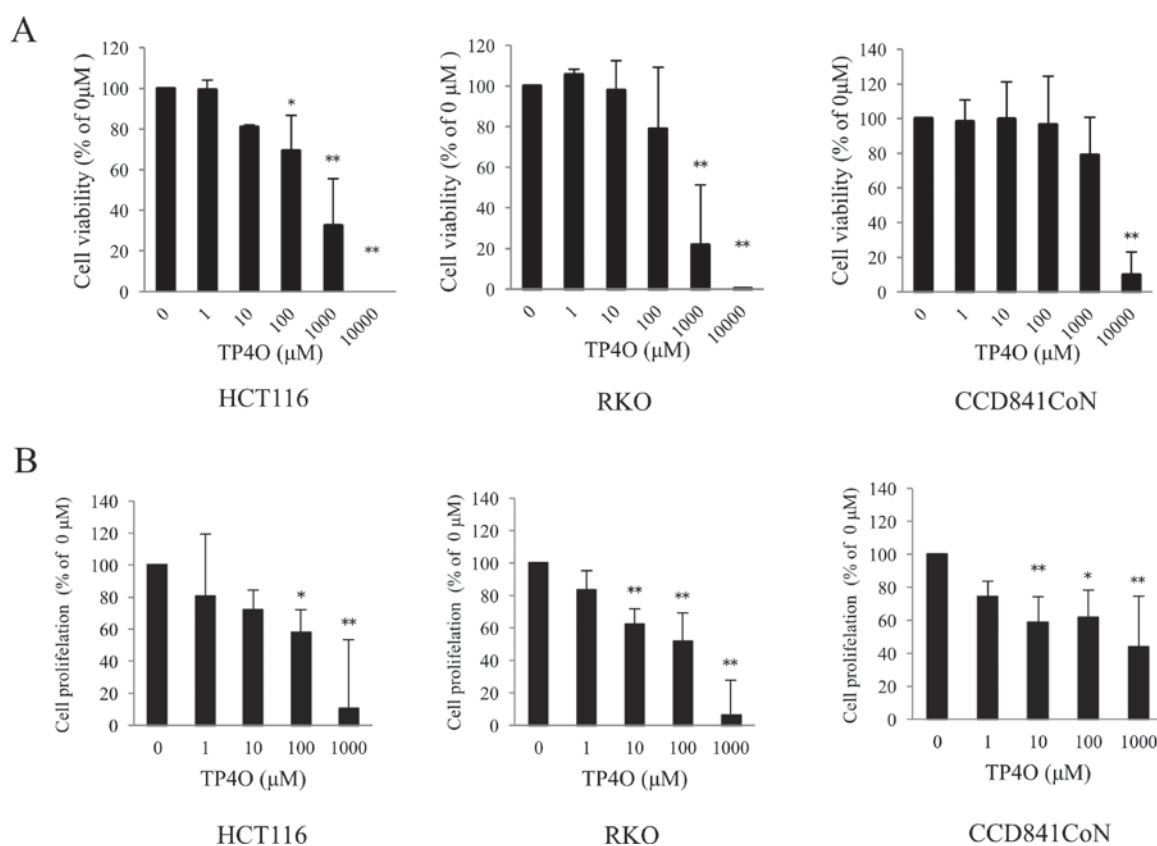 A
Cell viability (% of 0μM)
120
100
80
60
40
20
0
*
**
**
0 1 10 100 1000 10000
TP4O (μM)
HCT116
Cell viability (% of 0 μM )
120
100
80
60
40
20
0
**
**
0 1 10 100 1000 10000
TP4O (μM)
RKO
Cell viability (% of 0μM)
140
120
100
80
60
40
20
0
**
0 1 10 100 1000 10000
TP4O (μM)
CCD841CoN
B
Cell prolifelation (% of 0 μM)
140
120
100
80
60
40
20
0
*
**
0 1 10 100 1000
TP4O (μM)
HCT116
Cell prolifelation (% of 0 μM)
140
120
100
80
60
40
20
0
**
**
**
0 1 10 100 1000
TP4O (μM)
RKO
Cell prolifelation (% of 0 μM)
140
120
100
80
60
40
20
0
**
*
**
0 1 10 100 1000
TP4O (μM)
CCD841CoN